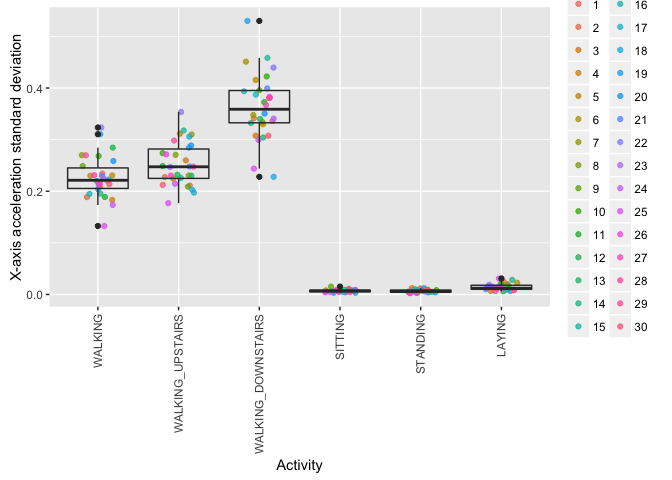 X-axis acceleration standard deviation
0.4
0.2
0.0
WALKING
WALKING_UPSTAIRS
WALKING_DOWNSTAIRS
SITTING
STANDING
LAYING
Activity
1 16
2 17
3 18
4 19
5 20
6 21
7 22
8 23
9 24
10 25
11 26
12 27
13 28
14 29
15 30